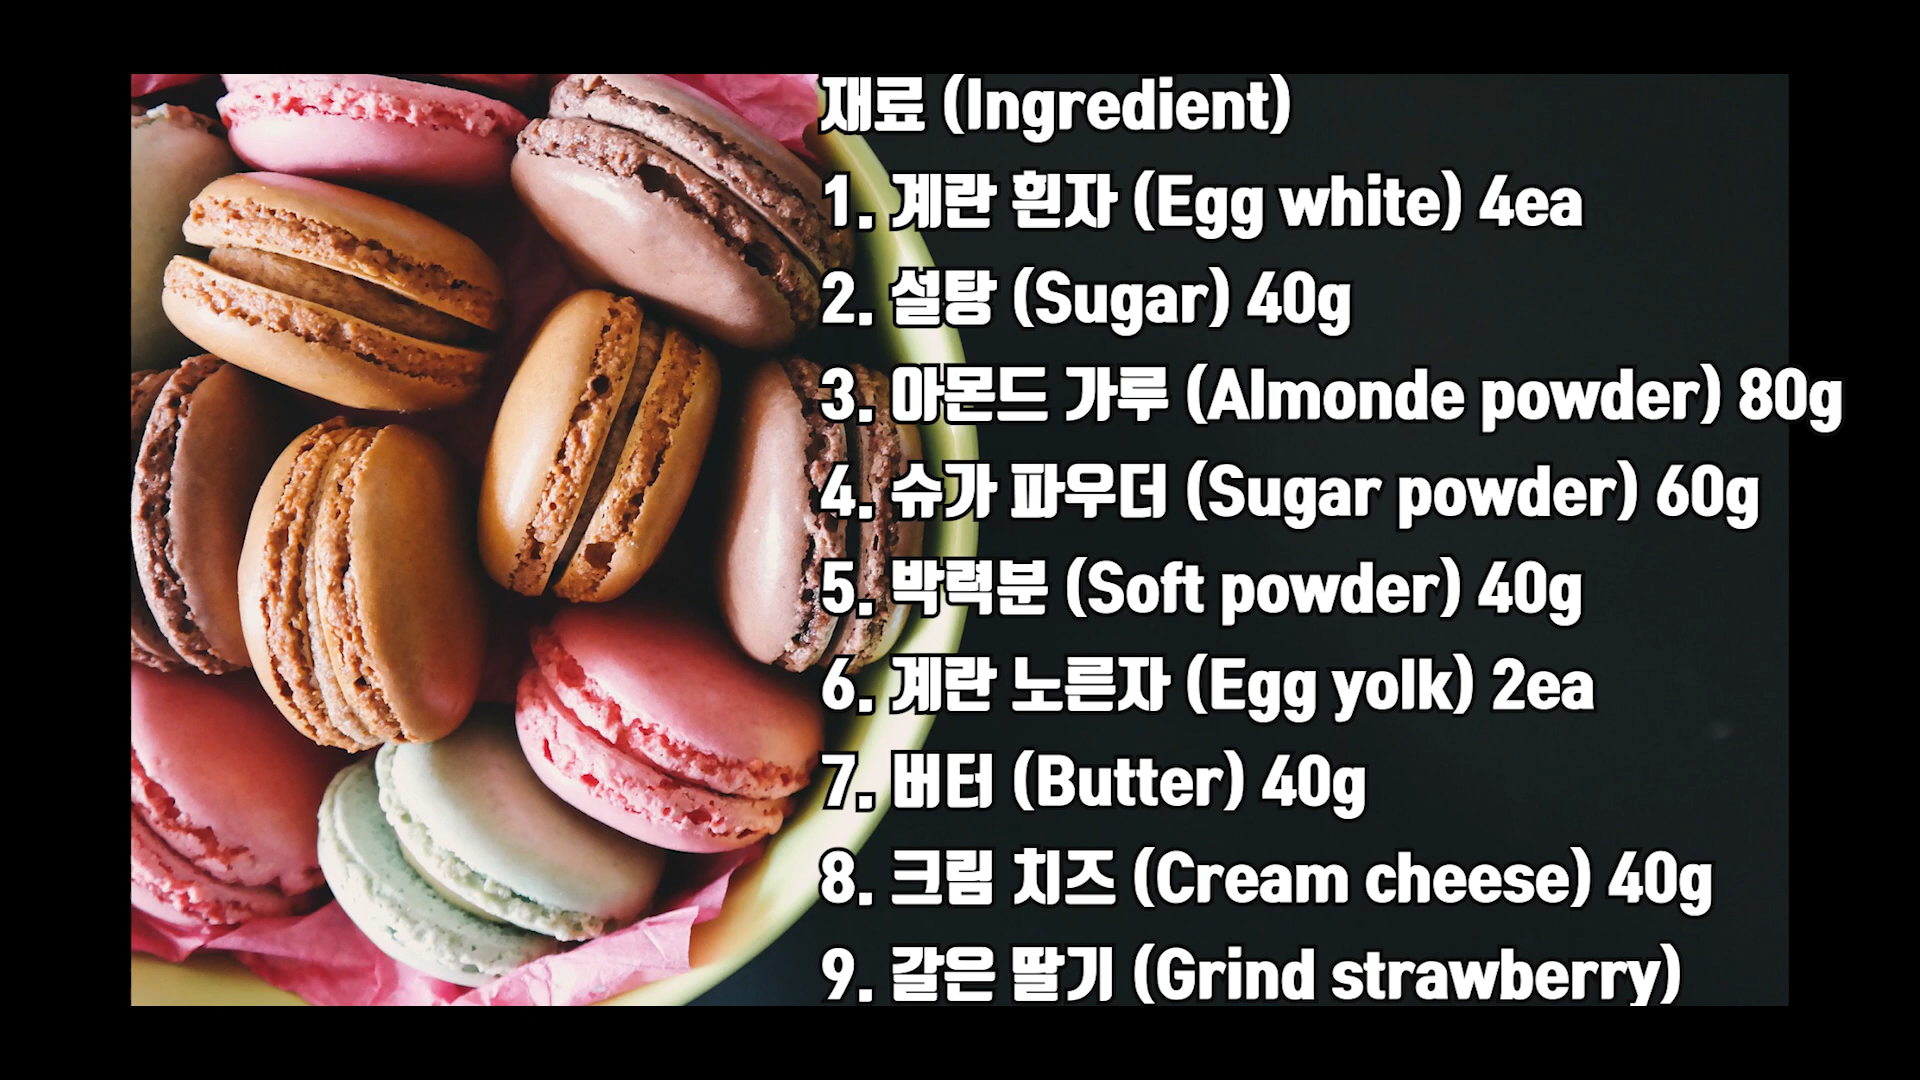 재료 (Ingredient)
1. 계란 흰자 (Egg white) 4ea
2. 설탕 (Sugar) 40g
3. 아몬드 가루 (Almonde powder) 80g
4. 슈가 파우더 (Sugar powder) 60g
5. 박력분 (Soft powder) 40g
6. 계란 노른자 (Egg yolk) 2ea
7. 버터 (Butter) 40g
8. 크림 치즈 (Cream cheese) 40g
9. 갈은 딸기 (Grind strawberry)